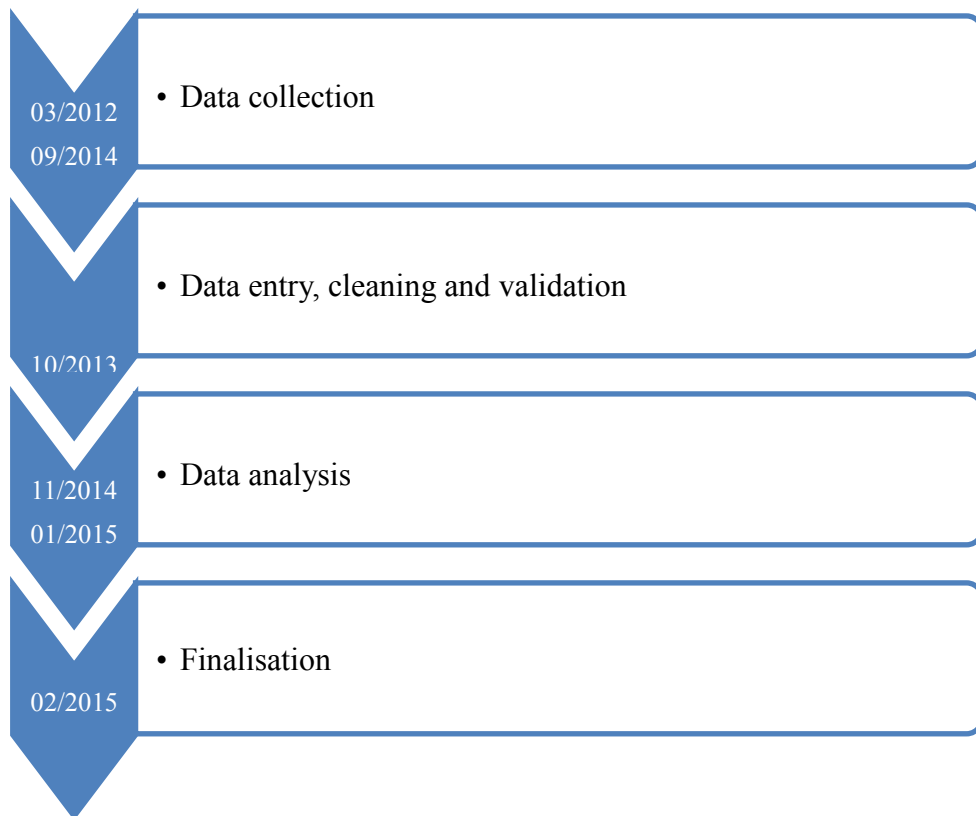 03/2012
09/2014
• Data collection
10/2013
• Data entry, cleaning and validation
11/2014
01/2015
• Data analysis
02/2015
• Finalisation